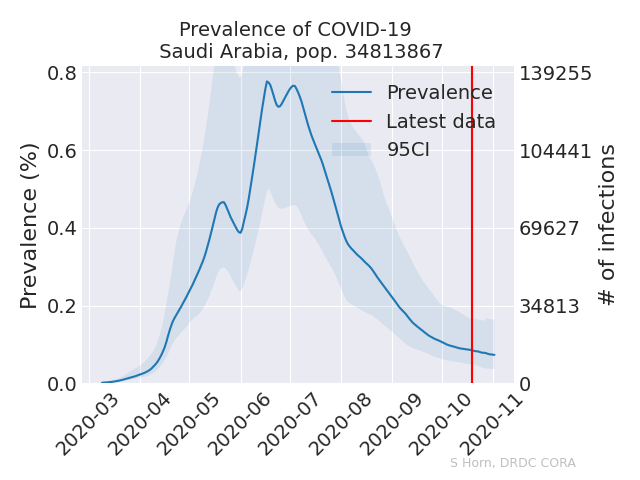 Prevalence of COVID-19
Saudi Arabia, pop. 34813867
Prevalence (%)
0.8
0.6
0.4
0.2
0.0
139255
104441
69627
34813
0
# of infections
Prevalence
Latest data
95CI
2020-03
2020-04
2020-05
2020-06
2020-07
2020-08
2020-09
2020-10
2020-11
S Horn, DRDC CORA